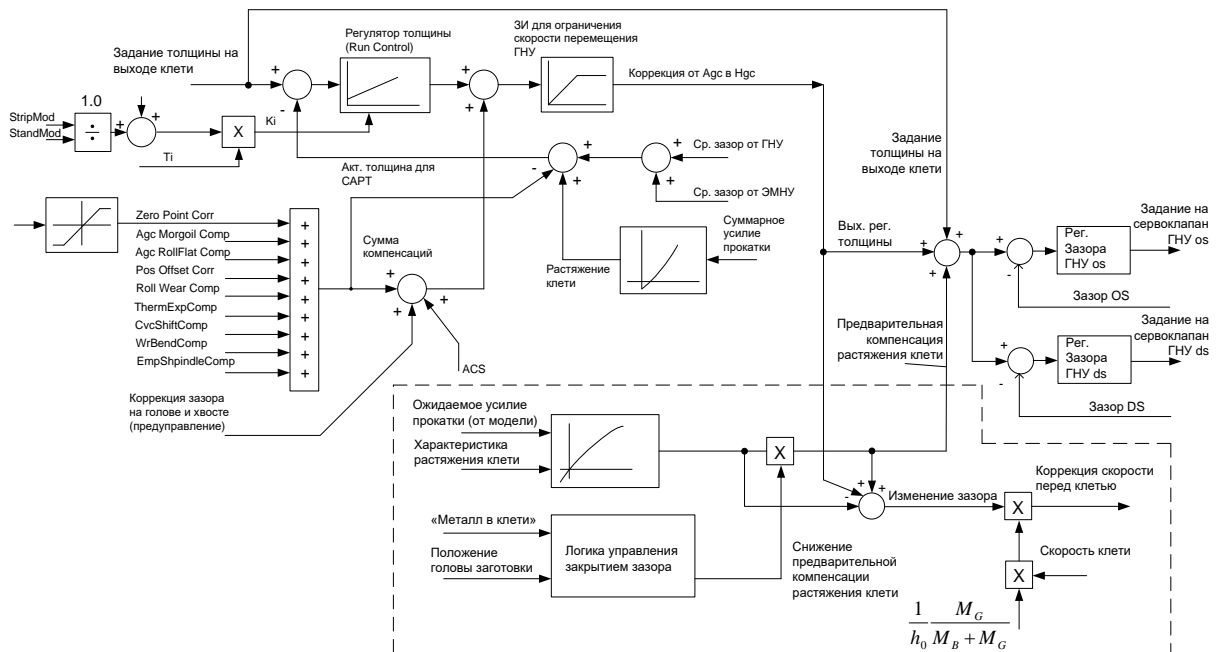 Задание толщины на
выходе клети
Регулятор толщины
(Run Control)
ЗИ для ограничения
скорости перемещения
ГНУ
Коррекция от Agc в Hgc
1.0
StripMod
StandMod
÷
X
Ki
Ti
Акт. толщина для
САРТ
Ср. зазор от ГНУ
Ср. зазор от ЭМНУ
Задание
толщины на
выходе клети
Суммарное
усилие
прокатки
Растяжение
клети
Вых. рег.
толщины
Рег.
Зазора
ГНУ os
Задание на
сервоклапан
ГНУ os
Зазор OS
Рег.
Зазора
ГНУ ds
Задание на
сервоклапан
ГНУ ds
Зазор DS
Zero Point Corr
Agc Morgoil Comp
Agc RollFlat Comp
Pos Offset Corr
Roll Wear Comp
ThermExpComp
CvcShiftComp
WrBendComp
EmpShpindleComp
Сумма
компенсаций
ACS
Коррекция зазора
на голове и хвосте
(предуправление)
Предварительная
компенсация
растяжения клети
Ожидаемое усилие
прокатки (от модели)
Характеристика
растяжения клети
X
Изменение зазора
X
Коррекция скорости
перед клетью
«Металл в клети»
Положение
головы заготовки
Логика управления
закрытием зазора
Снижение
предварительной
компенсации
растяжения клети
Скорость клети
X
1/h₀ M_G/(M_B + M_G)